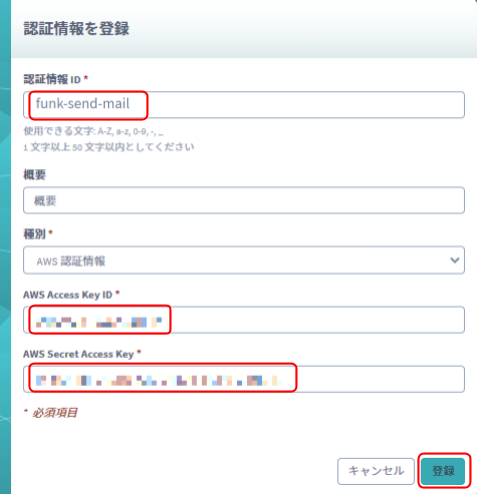 認証情報を登録
認証情報 ID *
funk-send-mail
使用できる文字: A-Z, a-z, 0-9, -, _
1 文字以上 50 文字以内としてください
概要
概要
種別 *
AWS 認証情報
AWS Access Key ID *
AWS Secret Access Key *
* 必須項目
キャンセル 登録